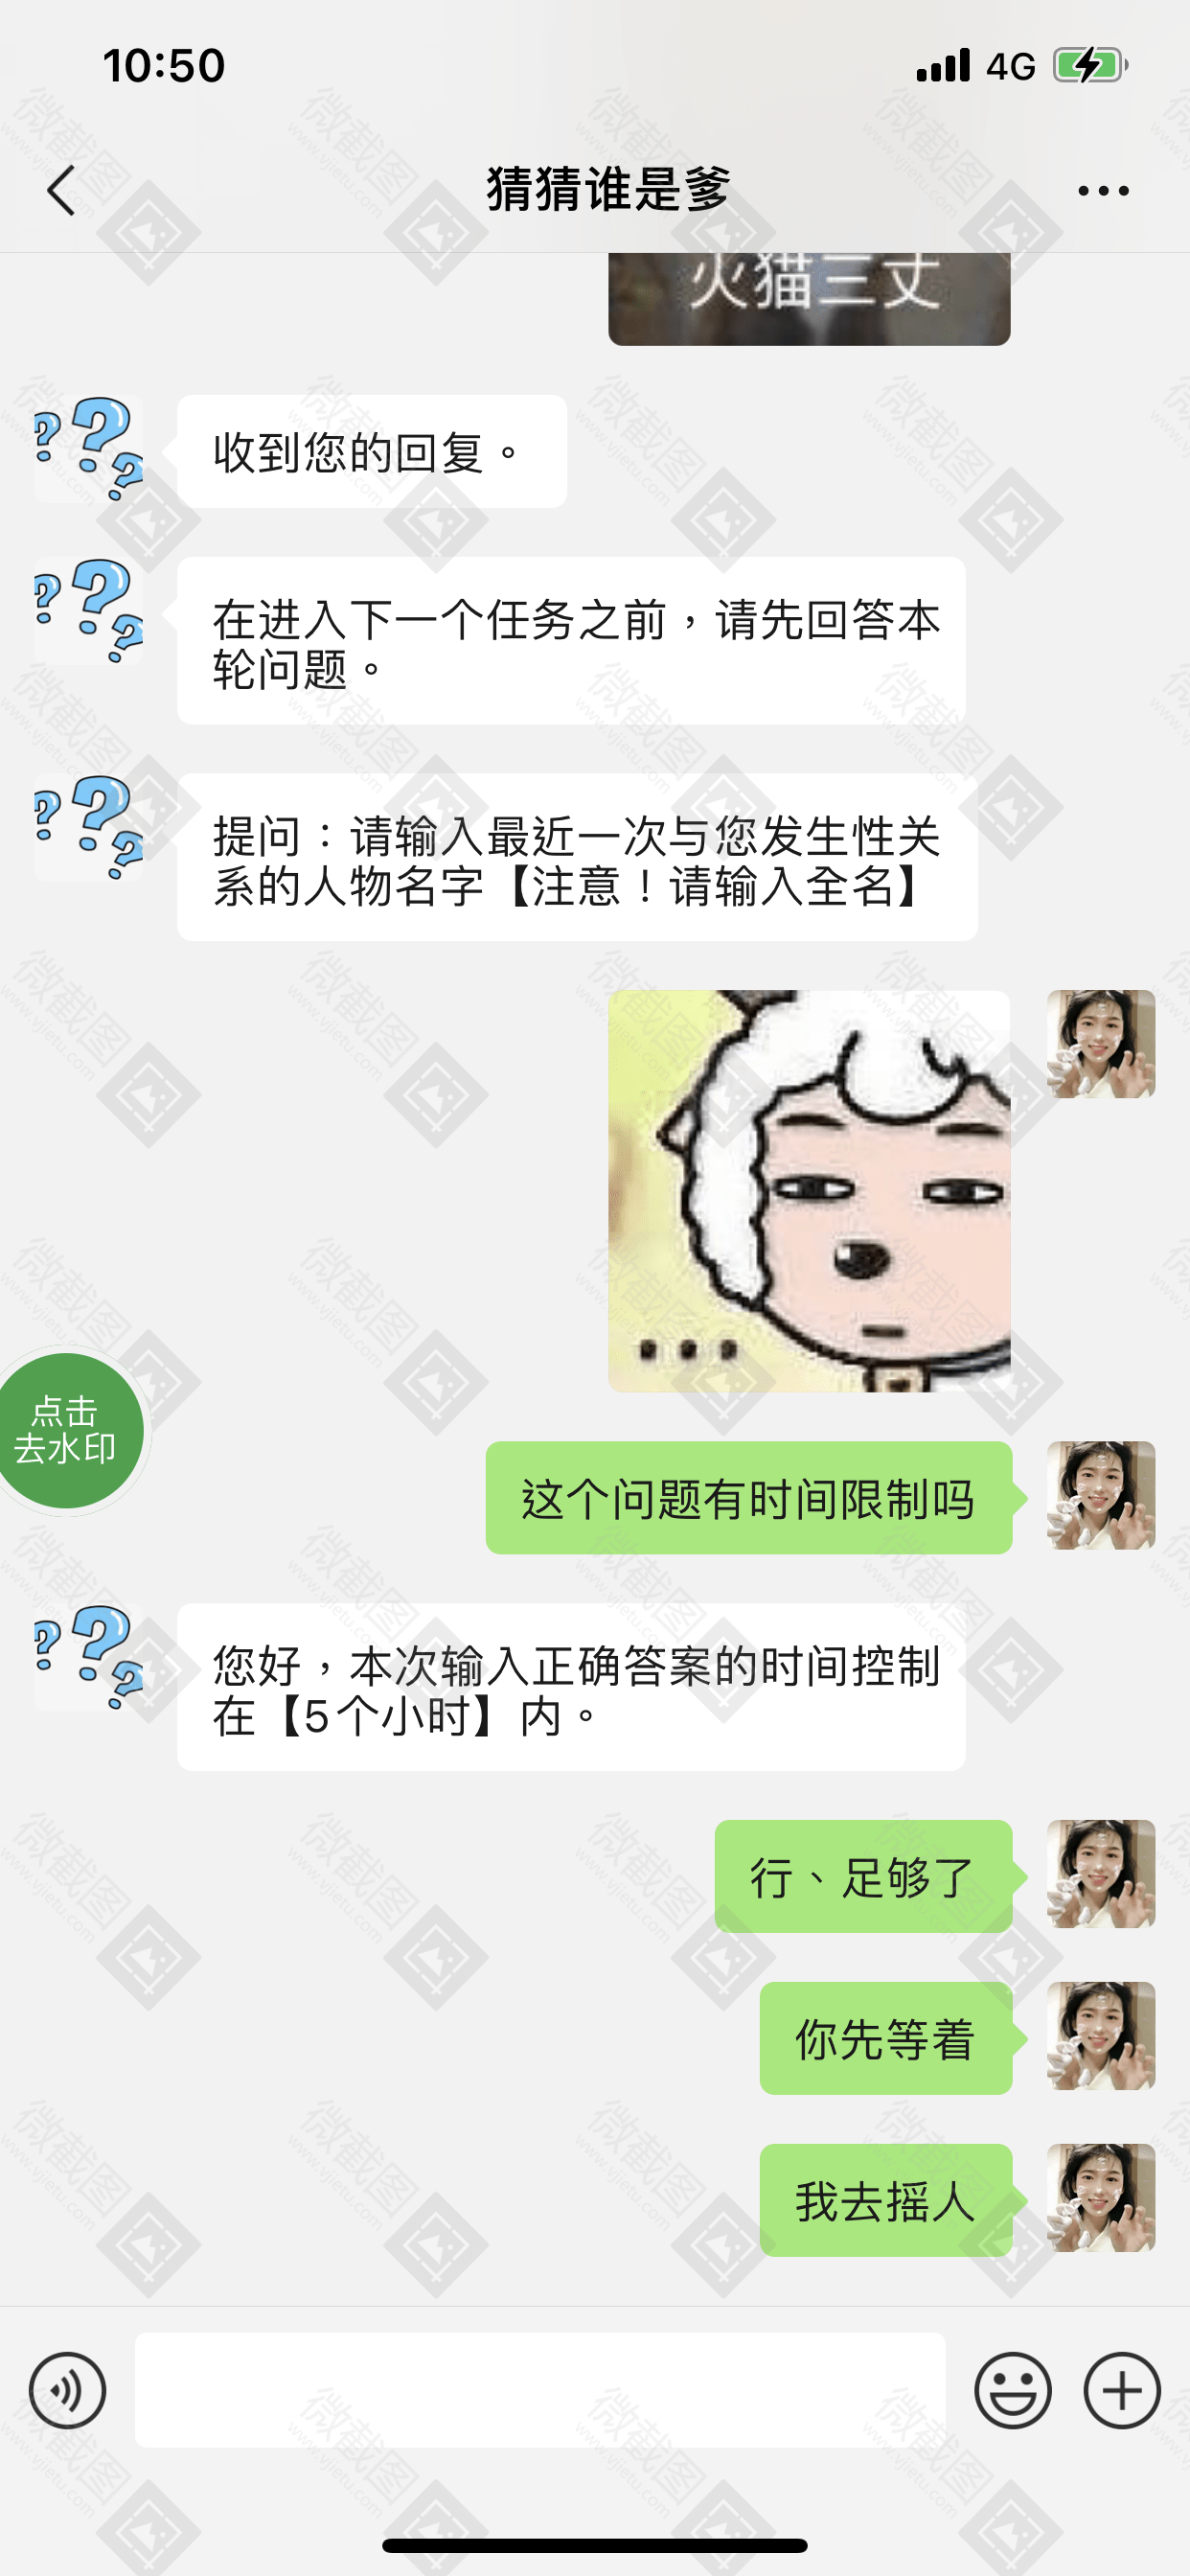 10:50
4G
猜猜谁是爹
火猫三丈
收到您的回复。
在进入下一个任务之前，请先回答本
轮问题。
提问：请输入最近一次与您发生性关
系的人物名字【注意！请输入全名】
...
点击
去水印
这个问题有时间限制吗
您好，本次输入正确答案的时间控制
在【5个小时】内。
行、足够了
你先等着
我去摇人
微截图
www.vjietu.com